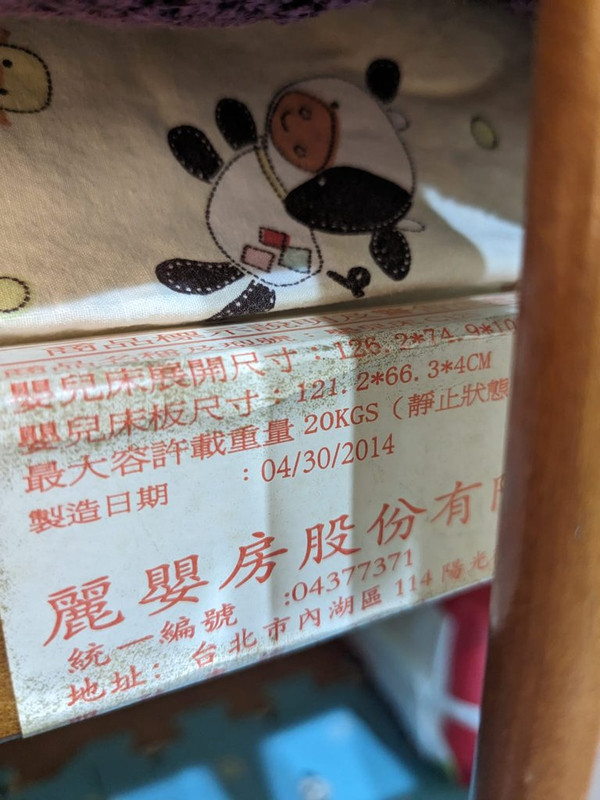 嬰兒床展開尺寸：126.2*74.9*10
嬰兒床板尺寸：121.2*66.3*4CM
最大容許載重量 20KGS（靜止狀態
製造日期 : 04/30/2014
麗嬰房股份有
統一編號 :04377371
地址: 台北市內湖區 114 陽光